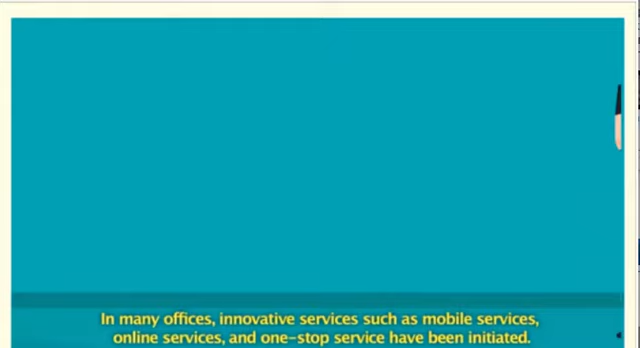 In many offices, innovative services such as mobile services,
online services, and one-stop service have been initiated.